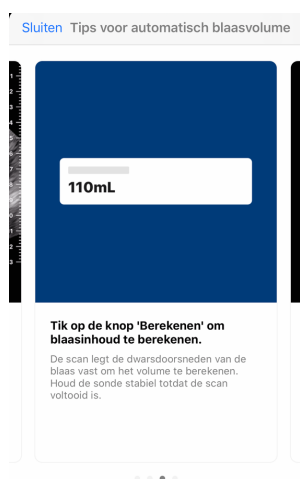 Sluiten Tips voor automatisch blaasvolume
110mL
Tik op de knop 'Berekenen' om
blaasinhoud te berekenen.
De scan legt de dwarsdoorsneden van de
blaas vast om het volume te berekenen.
Houd de sonde stabiel totdat de scan
voltooid is.